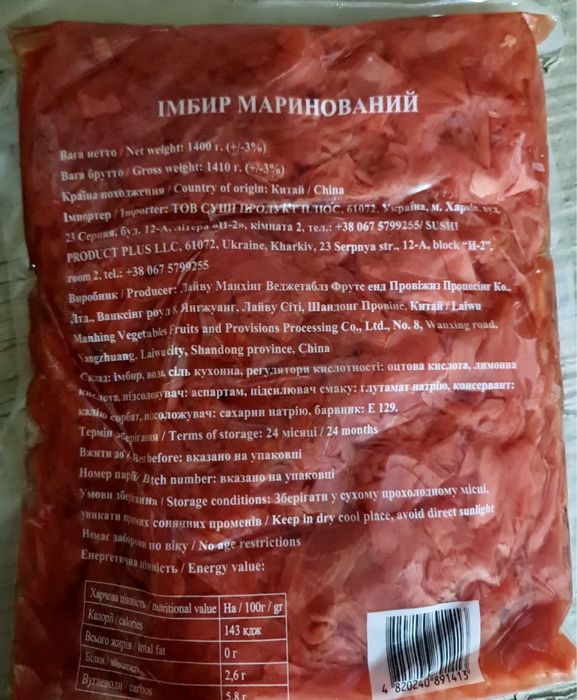 ІМБИР МАРИНОВАНИЙ
Вага нетто / Net weight: 1400 г. (+/-3%)
Вага брутто / Gross weight: 1410 г. (+/-3%)
Країна походження / Country of origin: Китай / China
Імпортер / Importer: ТОВ СУШІ ПРОДУКТ ПЛЮС, 61072, Україна, м. Харків, вул.
23 Серпня, буд. 12-А, літера «И-2», кімната 2, тел.: +38 067 5799255/ SUSHI
PRODUCT PLUS LLC, 61072, Ukraine, Kharkiv, 23 Serpnya str., 12-A, block “И-2”,
room 2, tel.: +38 067 5799255
Виробник / Producer: Лайву Манхінг Веджетаблз Фрутс енд Провіжнз Процесінг Ко.,
Лтд., Ванксінг роуд 8, Янгжуанг, Лайву Сіті, Шандонг Провінс, Китай / Laiwu
Manhing Vegetables Fruits and Provisions Processing Co., Ltd., No. 8, Wanxing road,
Yangzhuang, Laiwu city, Shandong province, China
Склад: імбир, вода, сіль кухонна, регулятори кислотності: оцтова кислота, лимонна
кислота, підсолоджувач: аспартам, підсилювач смаку: глутамат натрію, консервант:
калію сорбат, підсолоджувач: сахарин натрію, барвник: Е 129.
Термін зберігання / Terms of storage: 24 місяці / 24 months
Вжити до / Best before: вказано на упаковці
Номер партії / Btch number: вказано на упаковці
Умови зберігання / Storage conditions: Зберігати у сухому прохолодному місці,
уникати прямих сонячних променів / Keep in dry cool place, avoid direct sunlight
Немає заборони по віку / No age restrictions
Енергетична цінність / Energy value:
Харчова цінність / nutritional value На / 100г / gr
Калорії / calories 143 кдж
Всього жирів / total fat 0 г
Білки / 2,6 г
Вуглеводи / carbos 5,8 г
4 820240 891413